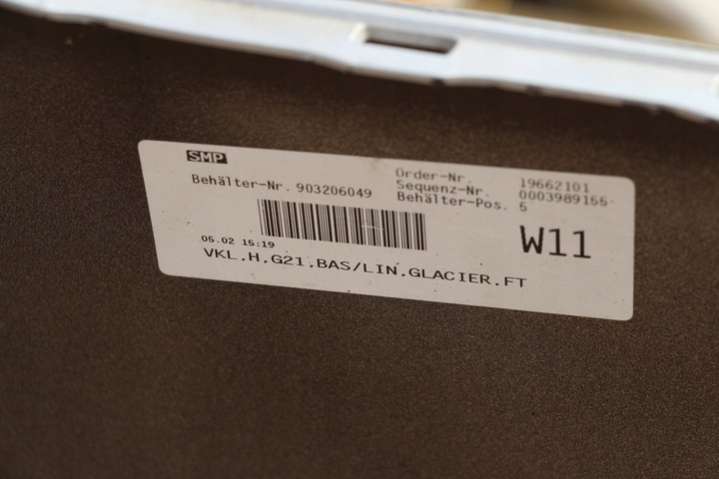 SMP
Behälter-Nr. 903206049
Order-Nr. 19662101
Sequenz-Nr. 0003989166
Behälter-Pos. 6
W11
06.02 15:19
VKL.H.G21.BAS/LIN.GLACIER.FT